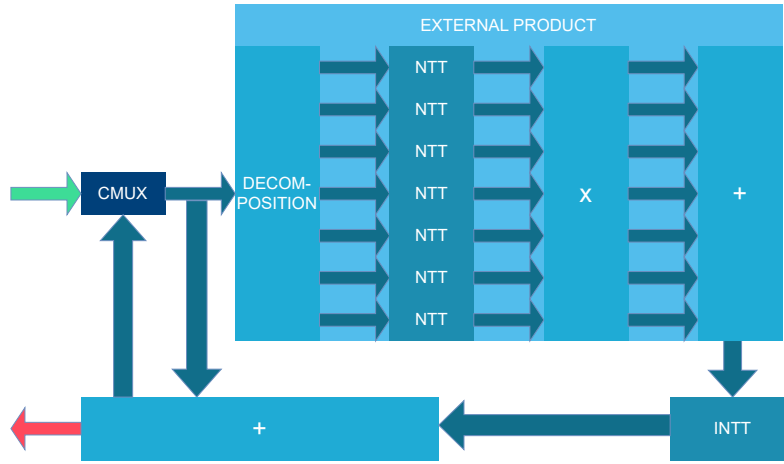 EXTERNAL PRODUCT
NTT
NTT
NTT
CMUX
DECOM-
POSITION
NTT
x
+
NTT
NTT
NTT
+
INTT